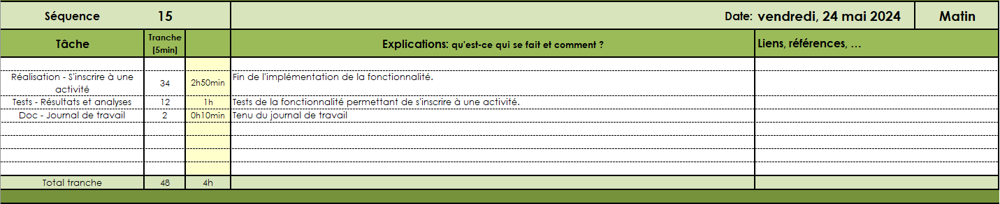 Séquence 15 Date: vendredi, 24 mai 2024 Matin
Tâche Tranche [5min] Explications: qu'est-ce qui se fait et comment ? Liens, références, …
Réalisation - S'inscrire à une activité 34 2h50min Fin de l'implémentation de la fonctionnalité.
Tests - Résultats et analyses 12 1h Tests de la fonctionnalité permettant de s'inscrire à une activité.
Doc - Journal de travail 2 0h10min Tenu du journal de travail
Total tranche 48 4h